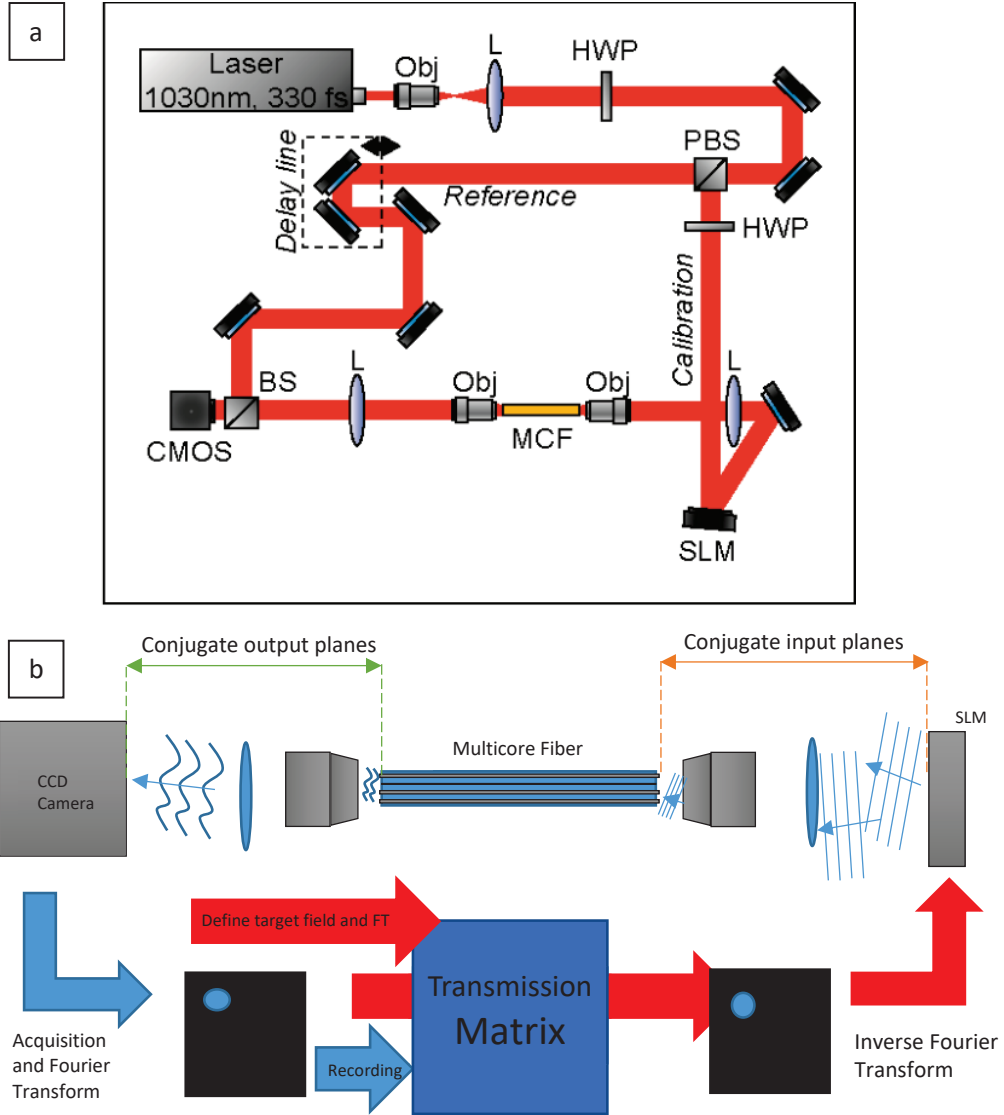 a
Laser
1030nm, 330 fs
Obj
L
HWP
PBS
Delay line
Reference
HWP
Calibration
BS
L
Obj
Obj
L
CMOS
MCF
SLM
b
Conjugate output planes
Conjugate input planes
SLM
Multicore Fiber
CCD
Camera
Define target field and FT
Transmission
Matrix
Acquisition
and Fourier
Transform
Recording
Inverse Fourier
Transform